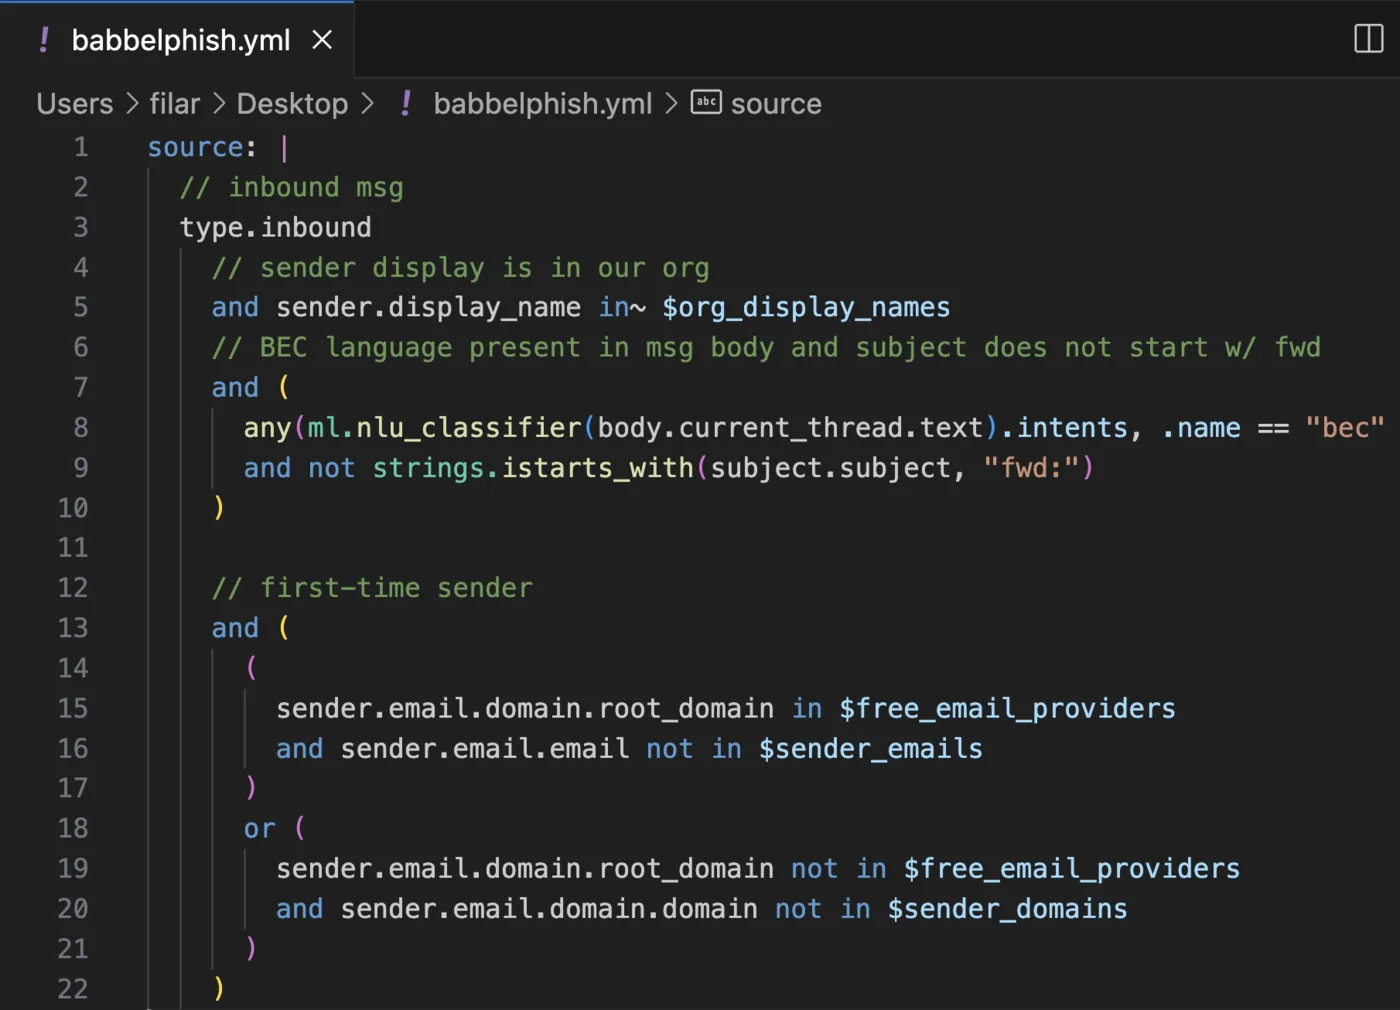 ! babbelphish.yml ×
Users > filar > Desktop > ! babbelphish.yml > abc source
1 source: |
2 // inbound msg
3 type.inbound
4 // sender display is in our org
5 and sender.display_name in~ $org_display_names
6 // BEC language present in msg body and subject does not start w/ fwd
7 and (
8 any(ml.nlu_classifier(body.current_thread.text).intents, .name == "bec"
9 and not strings.istarts_with(subject.subject, "fwd:")
10 )
11
12 // first-time sender
13 and (
14 (
15 sender.email.domain.root_domain in $free_email_providers
16 and sender.email.email not in $sender_emails
17 )
18 or (
19 sender.email.domain.root_domain not in $free_email_providers
20 and sender.email.domain.domain not in $sender_domains
21 )
22 )